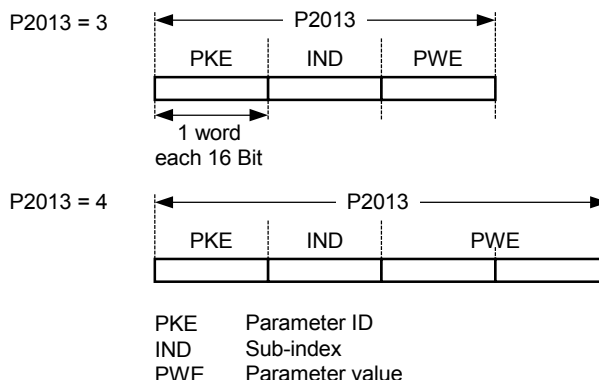 P2013 = 3
P2013
PKE IND PWE
1 word
each 16 Bit
P2013 = 4
P2013
PKE IND PWE
PKE Parameter ID
IND Sub-index
PWE Parameter value